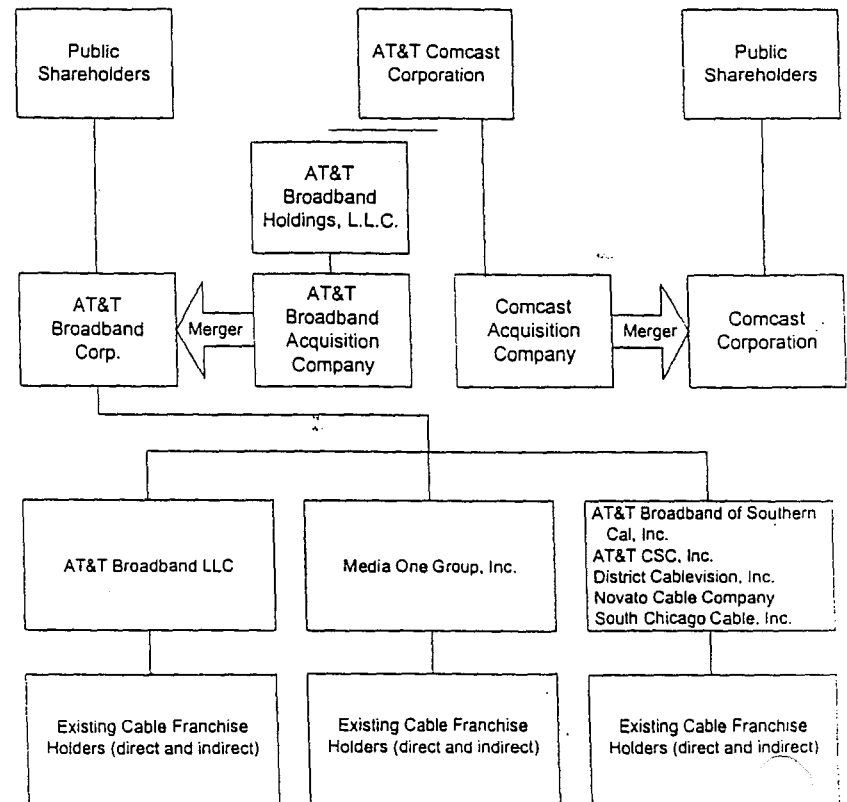 Public
Shareholders
AT&T Comcast
Corporation
Public
Shareholders
AT&T
Broadband
Holdings, L.L.C.
AT&T
Broadband
Corp.
Merger
AT&T
Broadband
Acquisition
Company
Comcast
Acquisition
Company
Merger
Comcast
Corporation
AT&T Broadband LLC
Media One Group, Inc.
AT&T Broadband of Southern
Cal, Inc.
AT&T CSC, Inc.
District Cablevision, Inc.
Novato Cable Company
South Chicago Cable, Inc.
Existing Cable Franchise
Holders (direct and indirect)
Existing Cable Franchise
Holders (direct and indirect)
Existing Cable Franchise
Holders (direct and indirect)